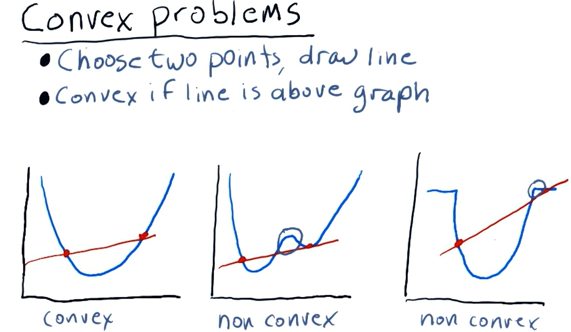 Convex problems
• Choose two points, draw line
• Convex if line is above graph
convex
non convex
non convex